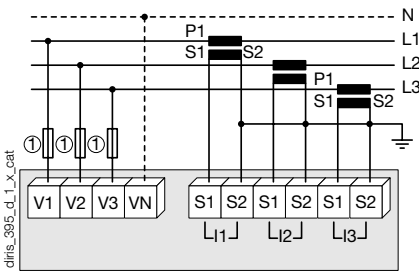 N
P1 L1
S1 S2
L2
P1
L3
S1 S2
① ① ①
V1 V2 V3 VN S1 S2 S1 S2 S1 S2
I1 I2 I3
diris_395_d_1_x_cat